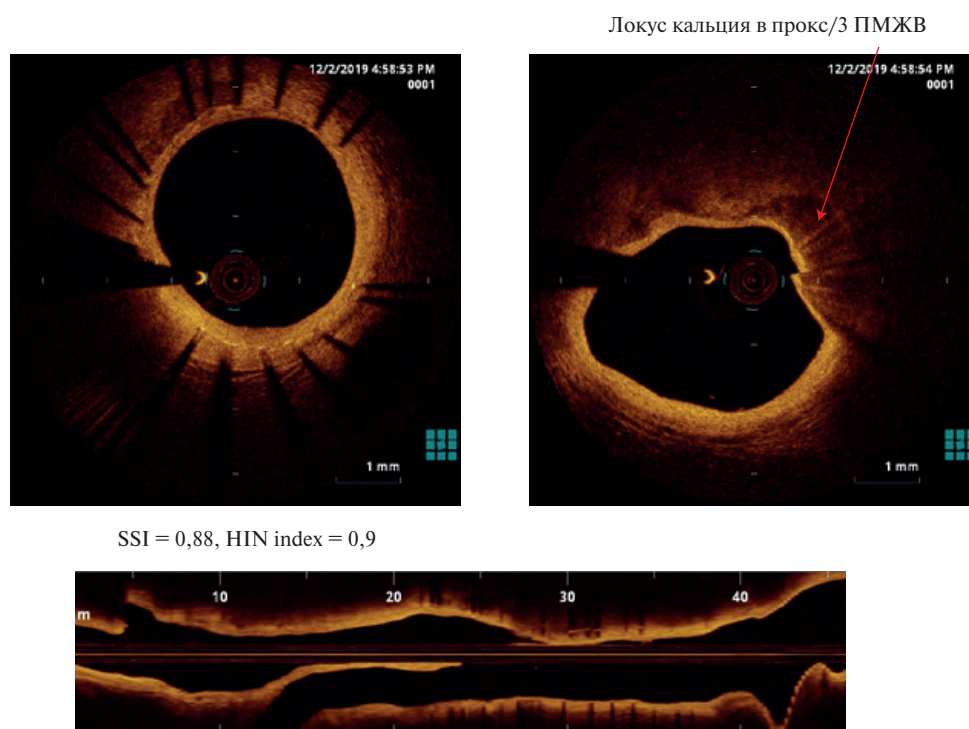 Локус кальция в прокс/3 ПМЖВ
12/2/2019 4:58:53 PM
0001
1 mm
12/2/2019 4:58:54 PM
0001
1 mm
SSI = 0,88, HIN index = 0,9
m
10 20 30 40